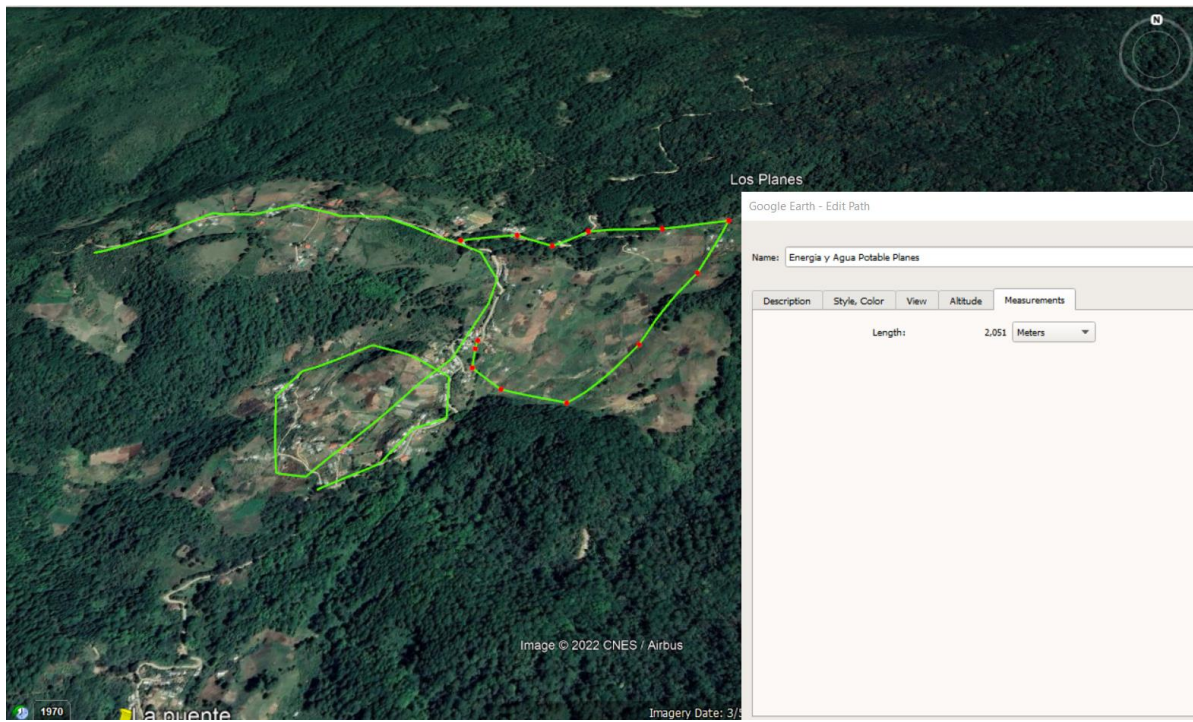 N
Los Planes
Google Earth - Edit Path
Name: Energia y Agua Potable Planes
Description Style, Color View Altitude Measurements
Length: 2,051 Meters
Image © 2022 CNES / Airbus
1970
La puente
Imagery Date: 3/5